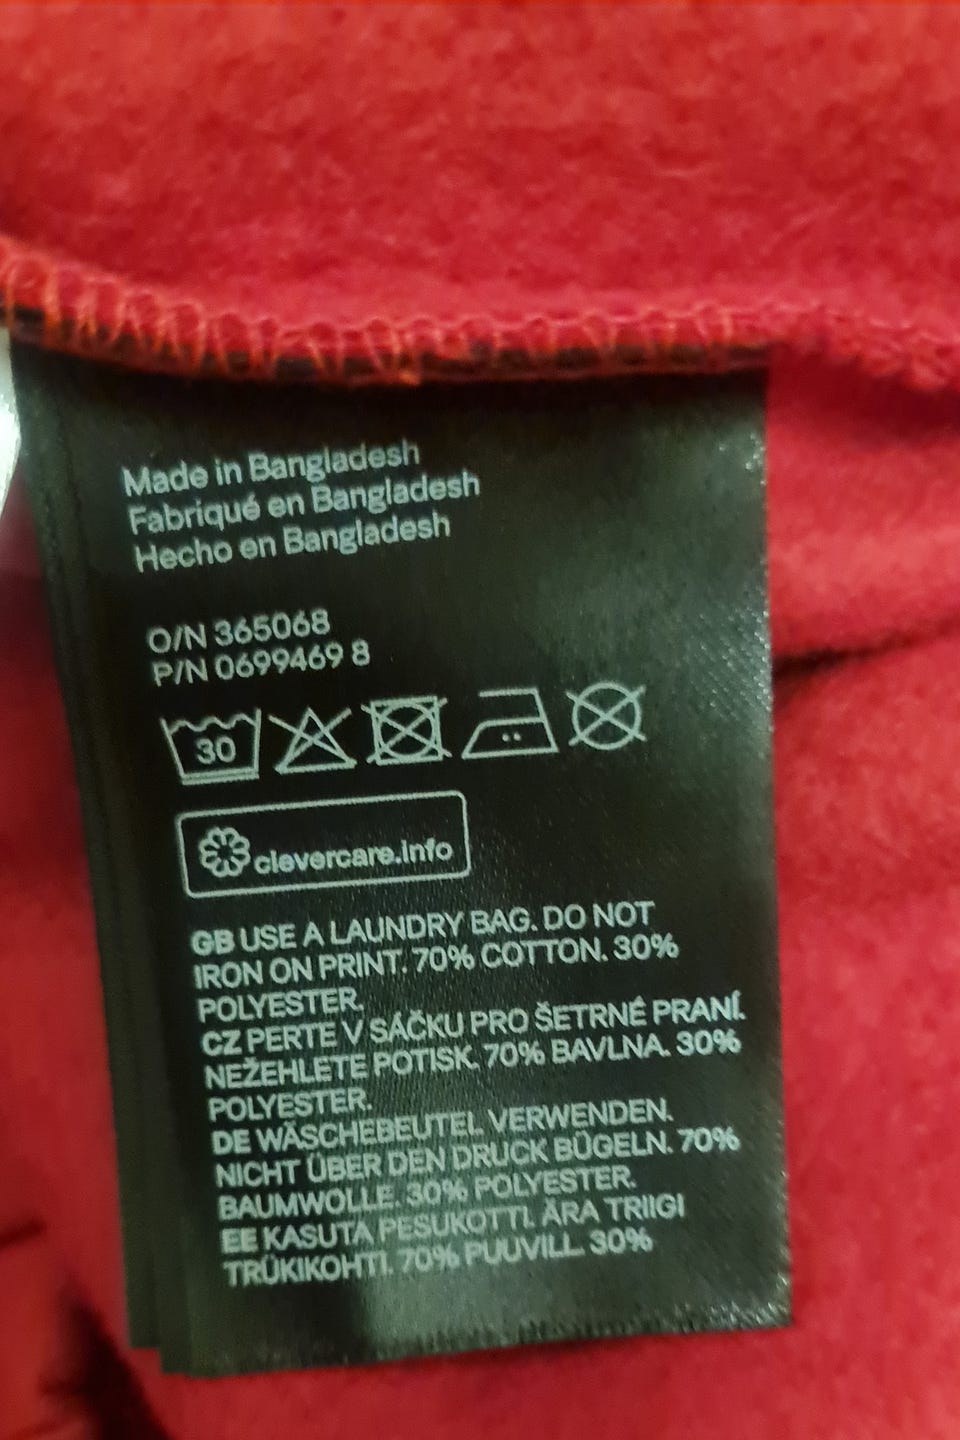 Made in Bangladesh
Fabriqué en Bangladesh
Hecho en Bangladesh
O/N 365068
P/N 0699469 8
30
clevercare.info
GB USE A LAUNDRY BAG. DO NOT
IRON ON PRINT. 70% COTTON. 30%
POLYESTER.
CZ PERTE V SÁČKU PRO ŠETRNÉ PRANÍ.
NEŽEHLETE POTISK. 70% BAVLNA. 30%
POLYESTER.
DE WÄSCHEBEUTEL VERWENDEN.
NICHT ÜBER DEN DRUCK BÜGELN. 70%
BAUMWOLLE. 30% POLYESTER.
EE KASUTA PESUKOTTI. ÄRA TRIIGI
TRÜKIKOHTI. 70% PUUVILL. 30%